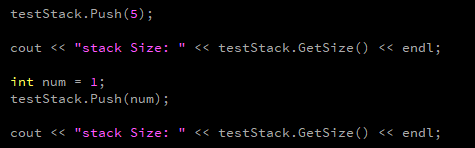 testStack.Push(5);
cout << "stack Size: " << testStack.GetSize() << endl;
int num = 1;
testStack.Push(num);
cout << "stack Size: " << testStack.GetSize() << endl;